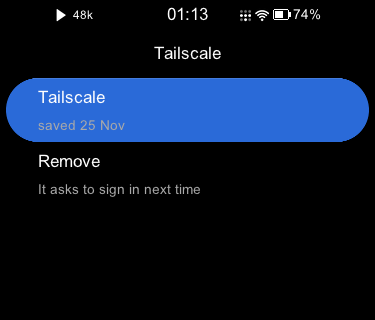 48k 01:13 74%
Tailscale
Tailscale
saved 25 Nov
Remove
It asks to sign in next time